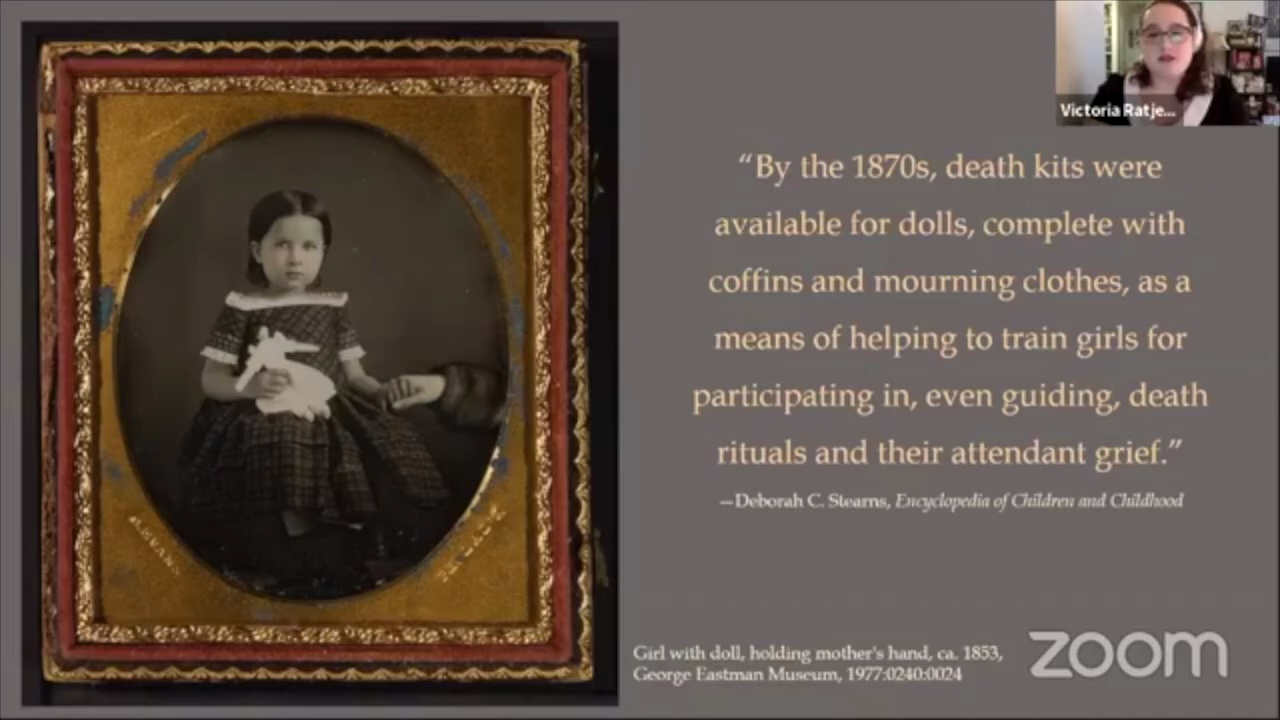 Victoria Ratje...
“By the 1870s, death kits were
available for dolls, complete with
coffins and mourning clothes, as a
means of helping to train girls for
participating in, even guiding, death
rituals and their attendant grief.”
—Deborah C. Stearns, Encyclopedia of Children and Childhood
Girl with doll, holding mother's hand, ca. 1853,
George Eastman Museum, 1977:0240:0024
zoom